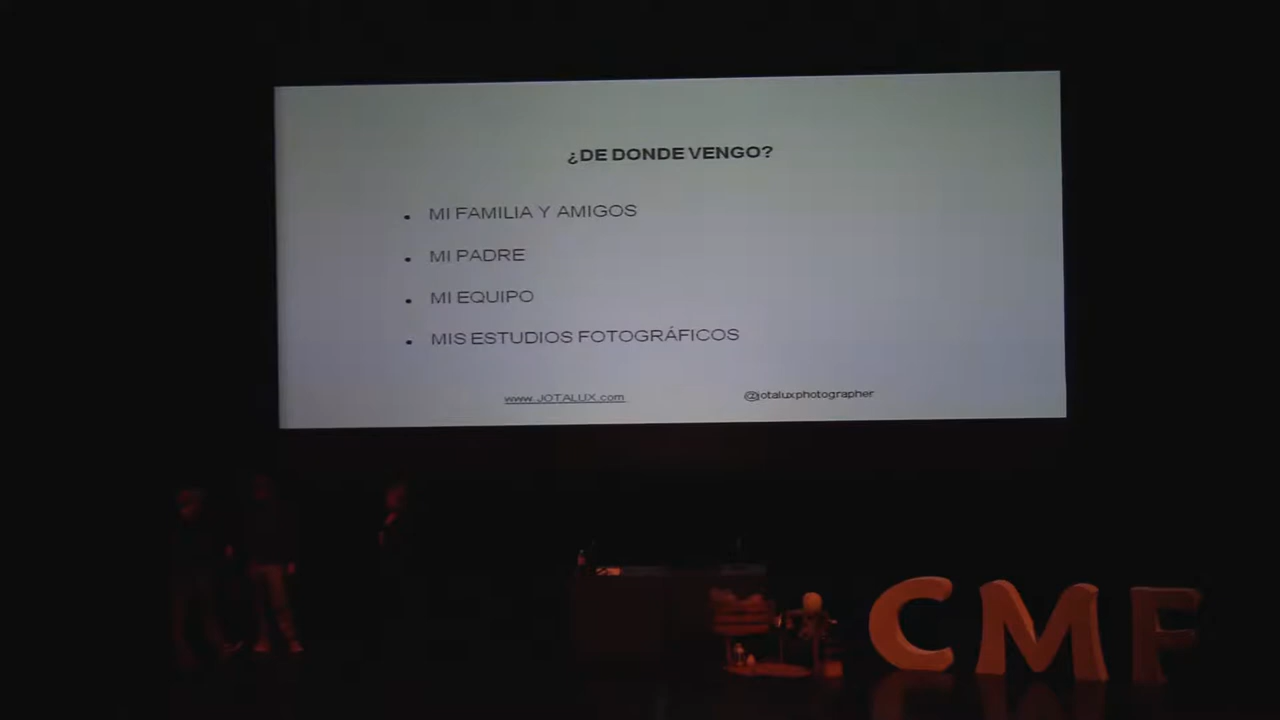 ¿DE DONDE VENGO?
• MI FAMILIA Y AMIGOS
• MI PADRE
• MI EQUIPO
• MIS ESTUDIOS FOTOGRÁFICOS
www.JOTALUX.com @jotaluxphotographer
CMF